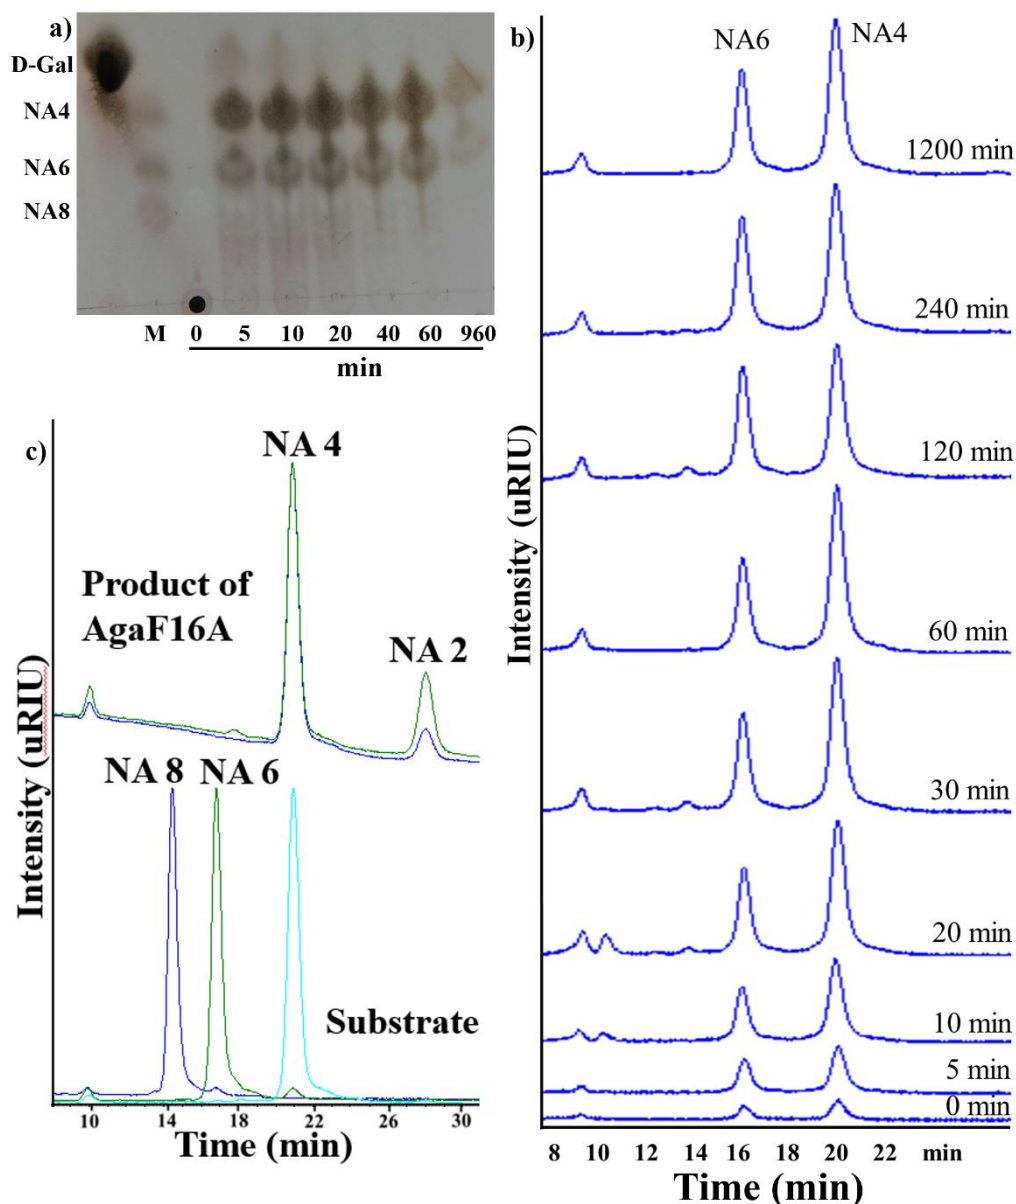 a)
D-Gal
NA4
NA6
NA8
M 0 5 10 20 40 60 960
min
b)
NA6 NA4
1200 min
240 min
120 min
60 min
30 min
20 min
10 min
5 min
0 min
Intensity (uRIU)
8 10 12 14 16 18 20 22 min
Time (min)
c)
NA 4
Product of
AgaF16A
NA 2
NA 8 NA 6
Substrate
Intensity (uRIU)
10 14 18 22 26 30
Time (min)